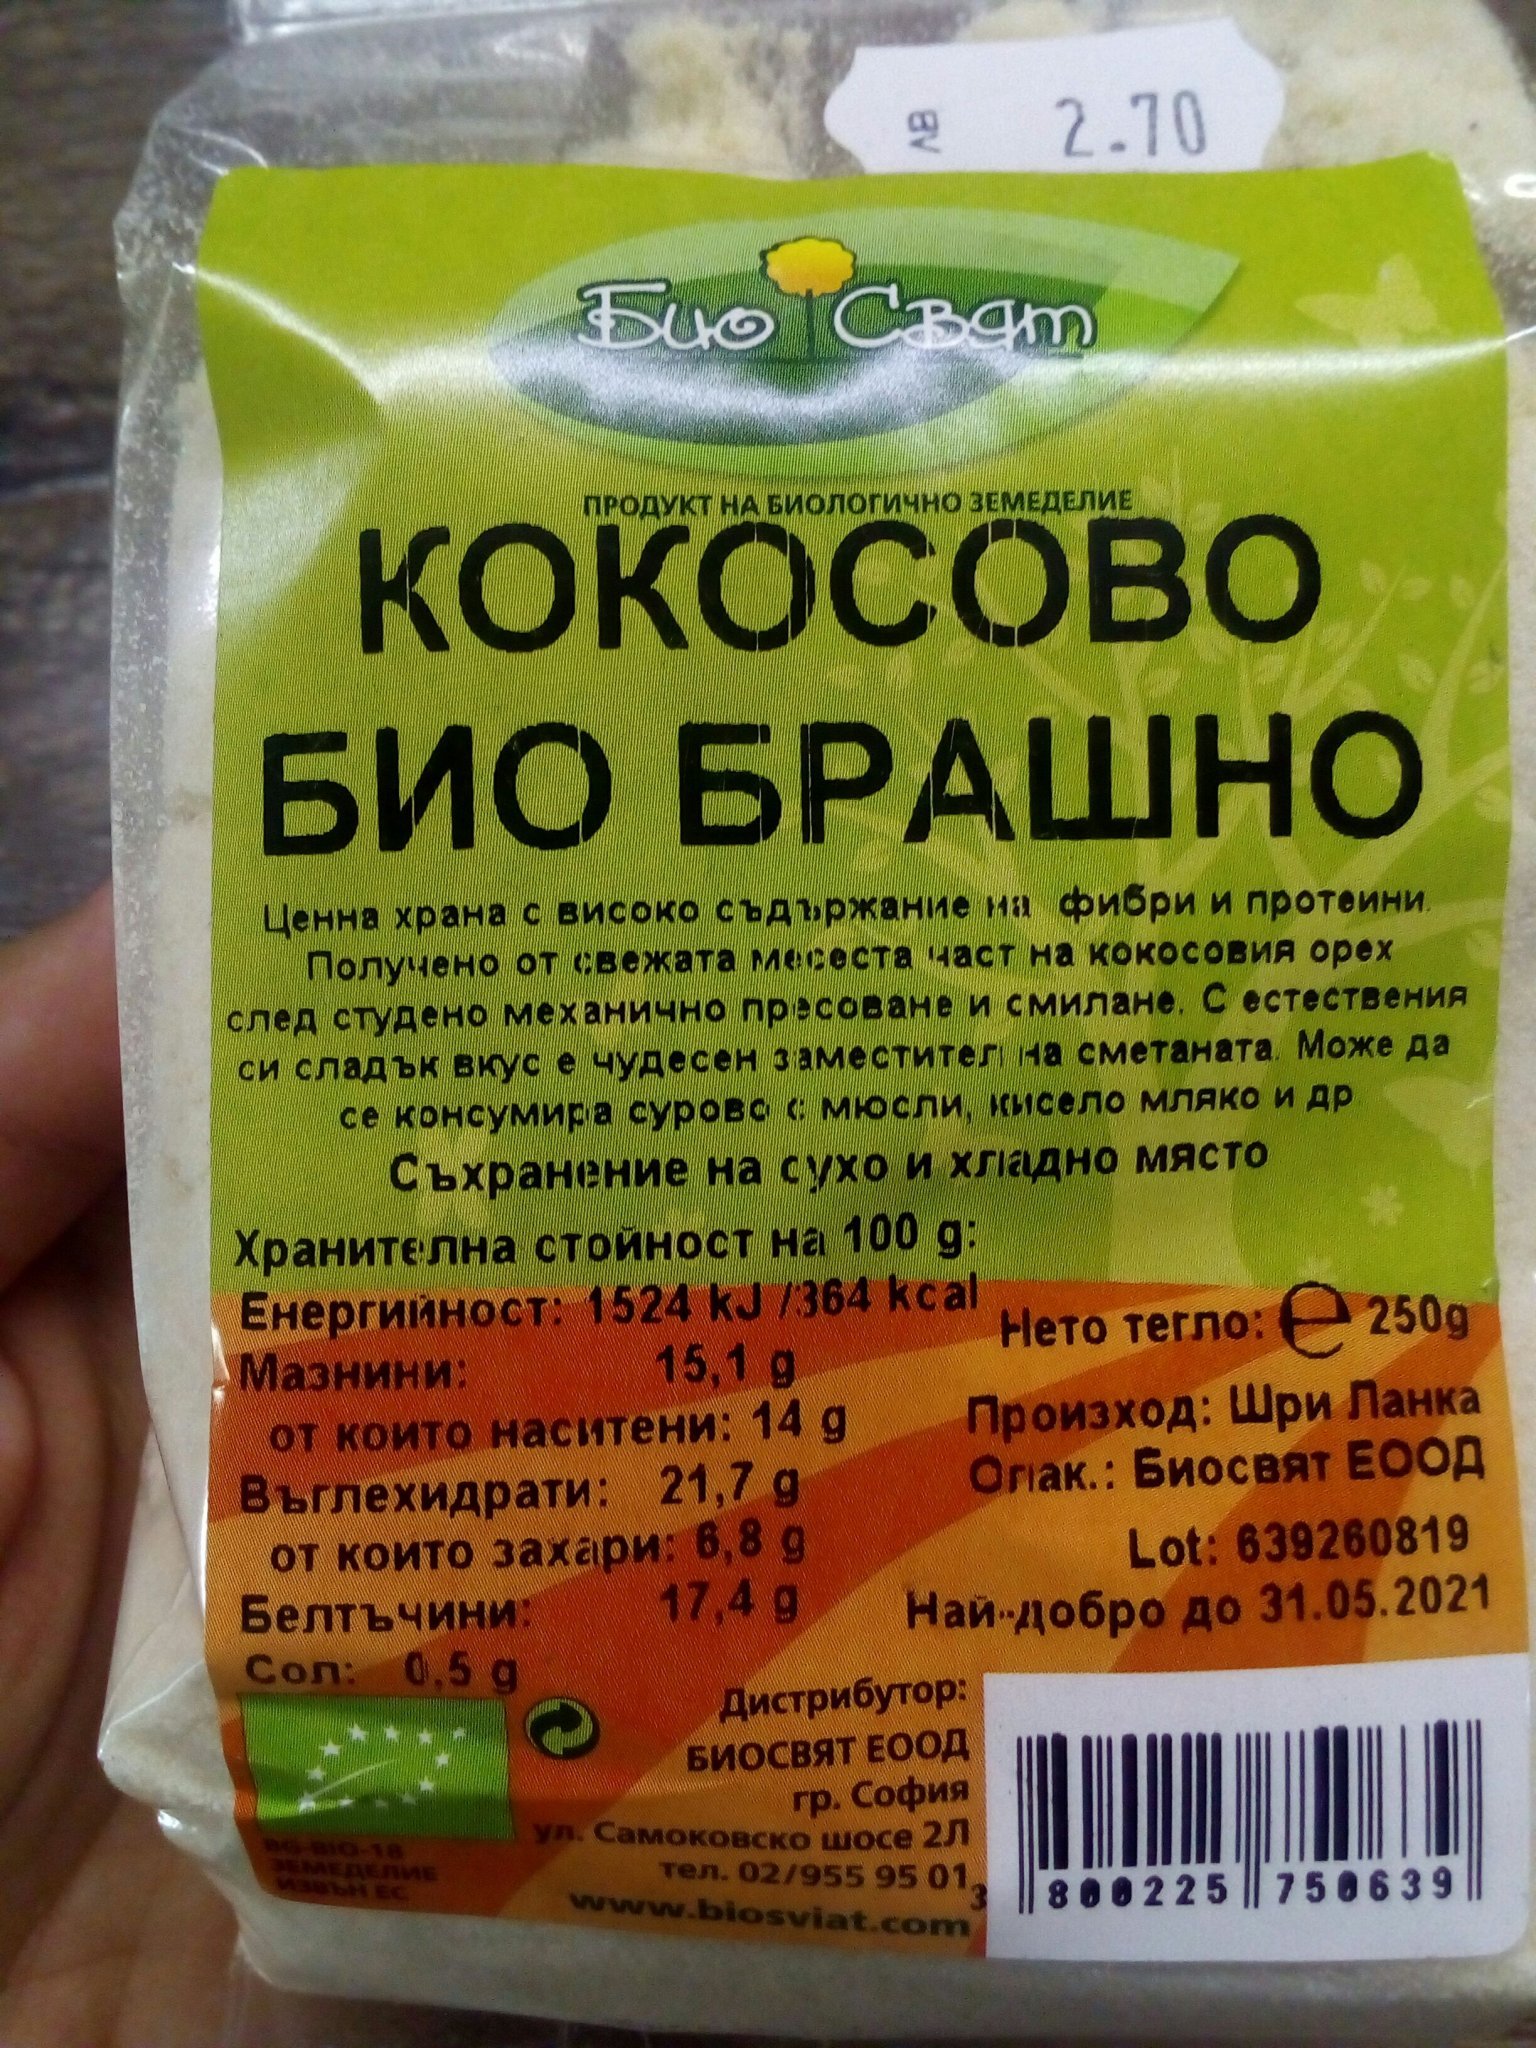 лв 2.70
Био Свят
ПРОДУКТ НА БИОЛОГИЧНО ЗЕМЕДЕЛИЕ
КОКОСОВО
БИО БРАШНО
Ценна храна с високо съдържание на фибри и протеини.
Получено от свежата месеста част на кокосовия орех
след студено механично пресоване и смилане. С естествения
си сладък вкус е чудесен заместител на сметаната. Може да
се консумира сурово с мюсли, кисело мляко и др
Съхранение на сухо и хладно място
Хранителна стойност на 100 g:
Енергийност: 1524 kJ /364 kcal
Мазнини: 15,1 g
от които наситени: 14 g
Въглехидрати: 21,7 g
от които захари: 6,8 g
Белтъчини: 17,4 g
Сол: 0,5 g
Нето тегло: ℮ 250g
Произход: Шри Ланка
Опак.: Биосвят ЕООД
Lot: 639260819
Най-добро до 31.05.2021
BG-BIO-18
ЗЕМЕДЕЛИЕ
ИЗВЪН ЕС
Дистрибутор:
БИОСВЯТ ЕООД
гр. София
ул. Самоковско шосе 2Л
тел. 02/955 95 01
www.biosviat.com
3 800225 750639